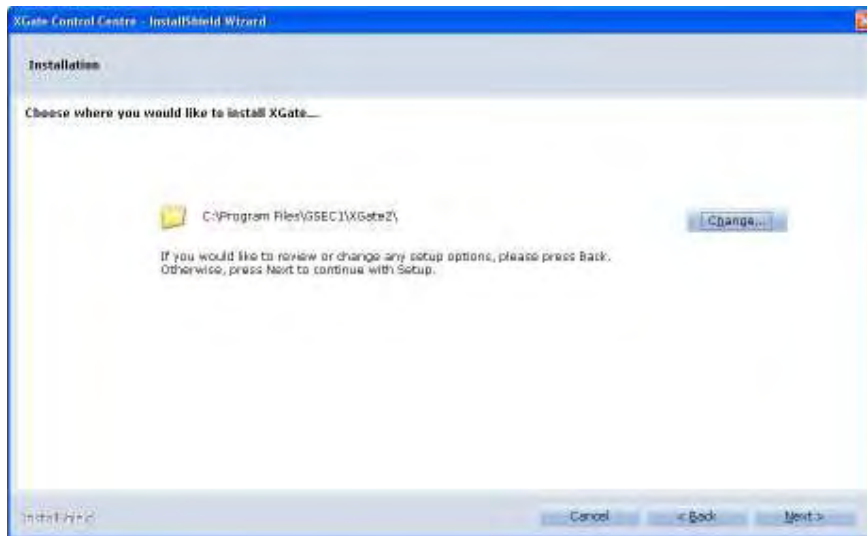 XGate Control Centre - InstallShield Wizard
Installation
Choose where you would like to install XGate...
C:\Program Files\GSEC1\XGate2\
Change...
If you would like to review or change any setup options, please press Back.
Otherwise, press Next to continue with Setup.
InstallShield
Cancel
< Back
Next >